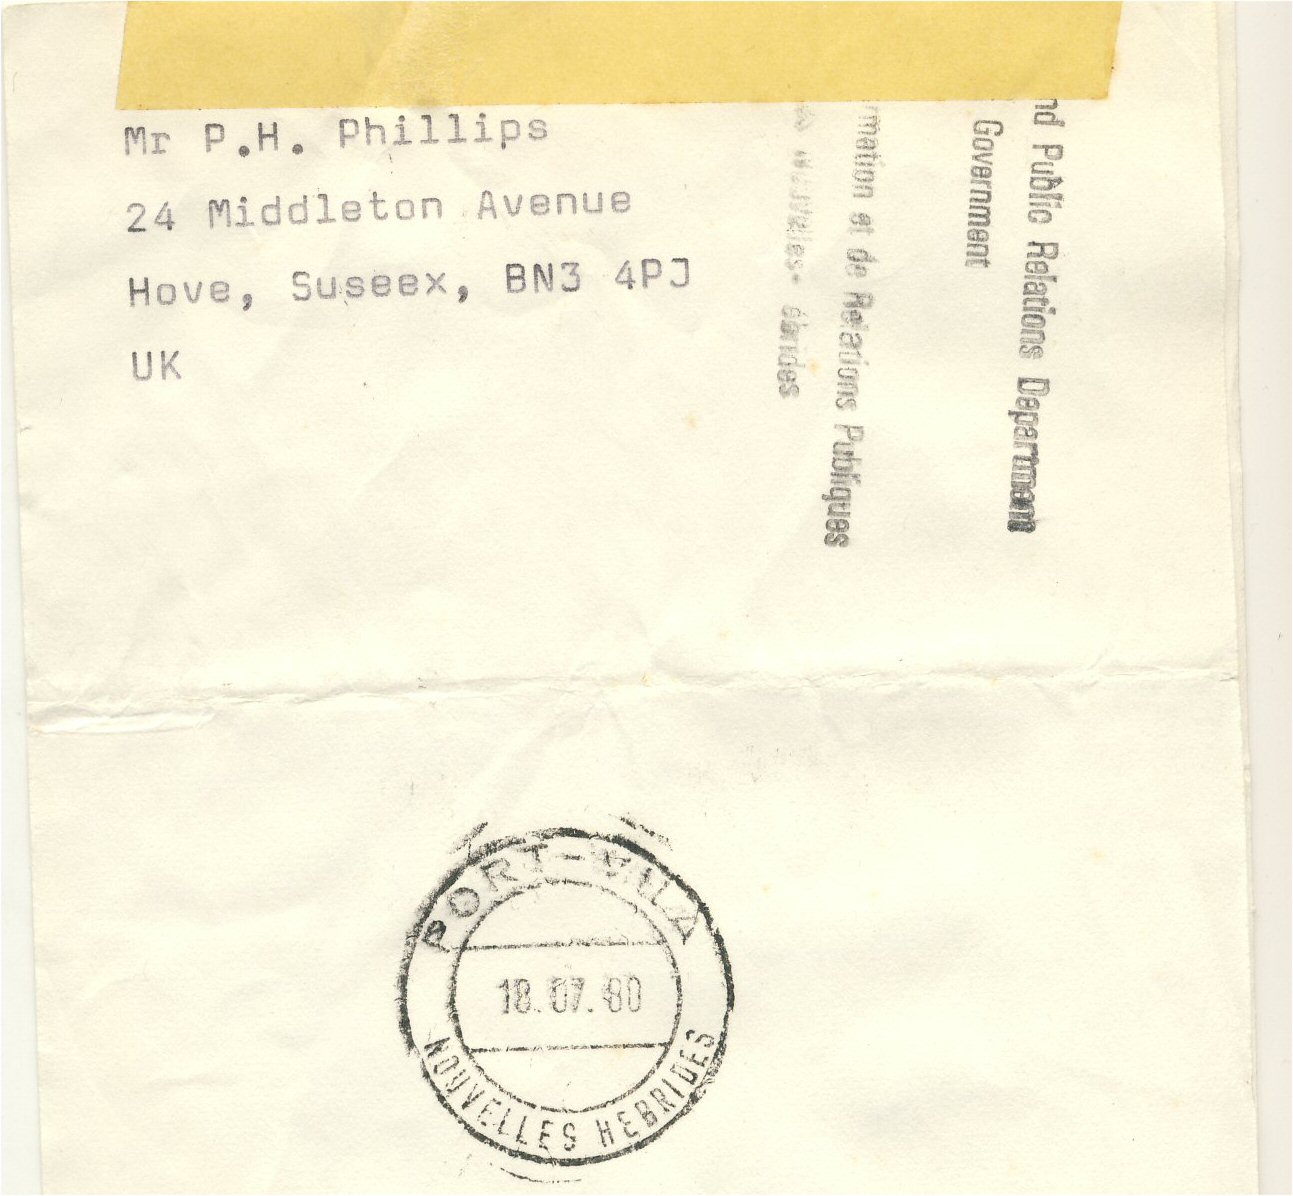 Mr P.H. Phillips
24 Middleton Avenue
Hove, Suseex, BN3 4PJ
UK
nd Public Relations Department
Government
rmation et de Relations Publiques
ébrides
PORT-VILA
18.07.80
NOUVELLES HEBRIDES